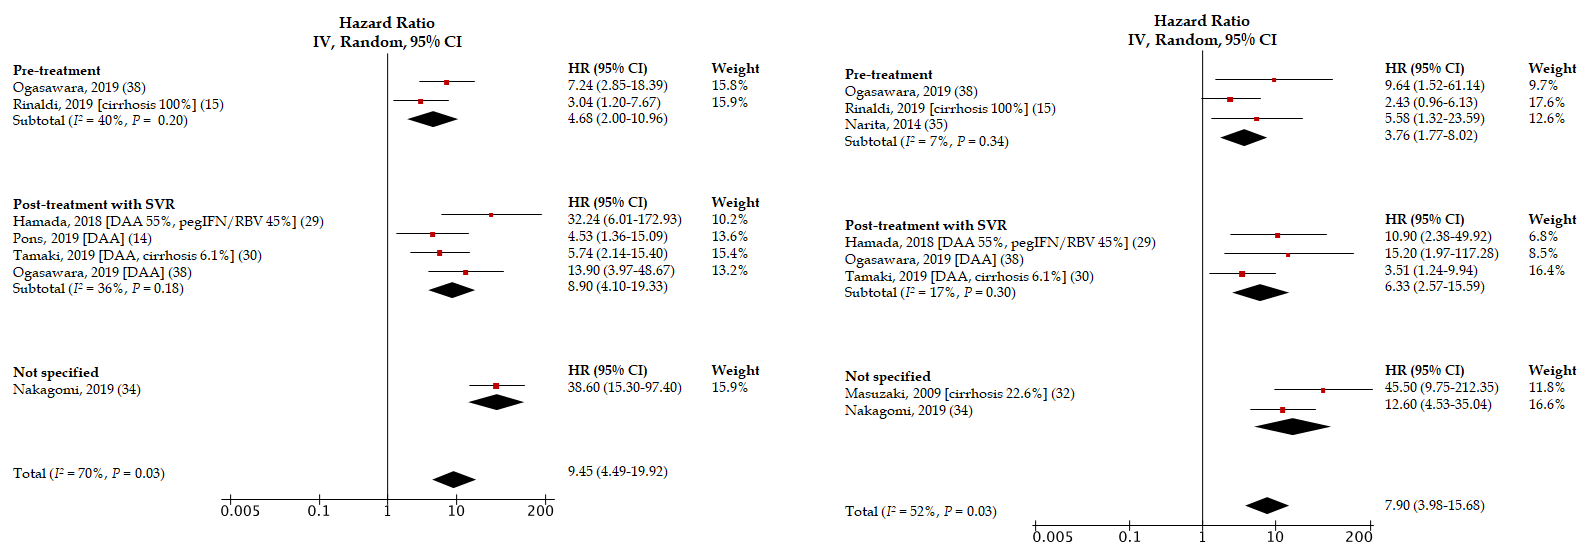 Hazard Ratio
IV, Random, 95% CI
Pre-treatment HR (95% CI) Weight
Ogasawara, 2019 (38) 7.24 (2.85-18.39) 15.8%
Rinaldi, 2019 [cirrhosis 100%] (15) 3.04 (1.20-7.67) 15.9%
Subtotal (I² = 40%, P = 0.20) 4.68 (2.00-10.96)
Post-treatment with SVR HR (95% CI) Weight
Hamada, 2018 [DAA 55%, pegIFN/RBV 45%] (29) 32.24 (6.01-172.93) 10.2%
Pons, 2019 [DAA] (14) 4.53 (1.36-15.09) 13.6%
Tamaki, 2019 [DAA, cirrhosis 6.1%] (30) 5.74 (2.14-15.40) 15.4%
Ogasawara, 2019 [DAA] (38) 13.90 (3.97-48.67) 13.2%
Subtotal (I² = 36%, P = 0.18) 8.90 (4.10-19.33)
Not specified HR (95% CI) Weight
Nakagomi, 2019 (34) 38.60 (15.30-97.40) 15.9%
Total (I² = 70%, P = 0.03) 9.45 (4.49-19.92)
0.005 0.1 1 10 200
Hazard Ratio
IV, Random, 95% CI
Pre-treatment HR (95% CI) Weight
Ogasawara, 2019 (38) 9.64 (1.52-61.14) 9.7%
Rinaldi, 2019 [cirrhosis 100%] (15) 2.43 (0.96-6.13) 17.6%
Narita, 2014 (35) 5.58 (1.32-23.59) 12.6%
Subtotal (I² = 7%, P = 0.34) 3.76 (1.77-8.02)
Post-treatment with SVR HR (95% CI) Weight
Hamada, 2018 [DAA 55%, pegIFN/RBV 45%] (29) 10.90 (2.38-49.92) 6.8%
Ogasawara, 2019 [DAA] (38) 15.20 (1.97-117.28) 8.5%
Tamaki, 2019 [DAA, cirrhosis 6.1%] (30) 3.51 (1.24-9.94) 16.4%
Subtotal (I² = 17%, P = 0.30) 6.33 (2.57-15.59)
Not specified HR (95% CI) Weight
Masuzaki, 2009 [cirrhosis 22.6%] (32) 45.50 (9.75-212.35) 11.8%
Nakagomi, 2019 (34) 12.60 (4.53-35.04) 16.6%
Total (I² = 52%, P = 0.03) 7.90 (3.98-15.68)
0.005 0.1 1 10 200